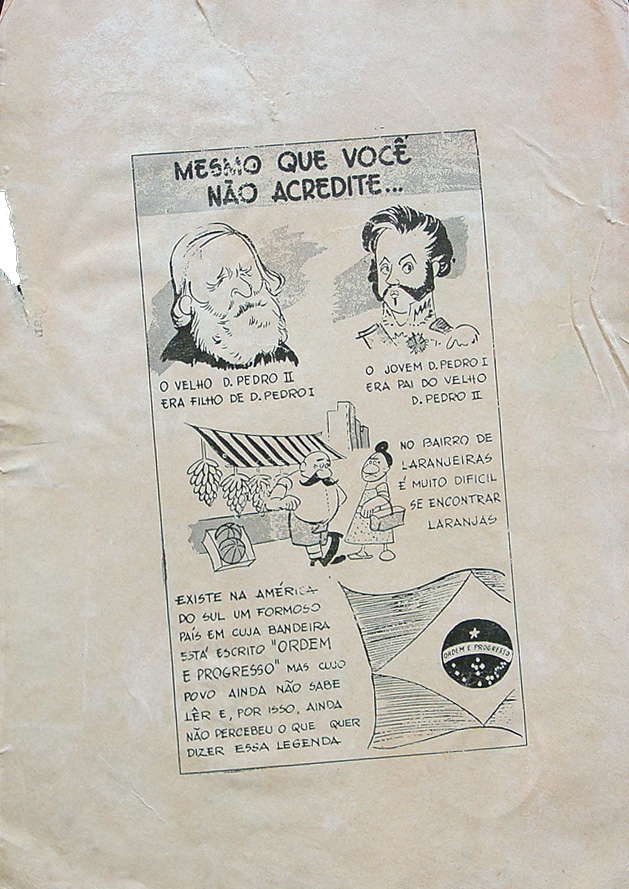 MESMO QUE VOCÊ
NÃO ACREDITE...
O VELHO D. PEDRO II
ERA FILHO DE D. PEDRO I
O JOVEM D. PEDRO I
ERA PAI DO VELHO
D. PEDRO II
NO BAIRRO DE
LARANJEIRAS
É MUITO DIFICIL
SE ENCONTRAR
LARANJAS
EXISTE NA AMÉRICA
DO SUL UM FORMOSO
PAÍS EM CUJA BANDEIRA
ESTÁ ESCRITO "ORDEM
E PROGRESSO" MAS CUJO
POVO AINDA NÃO SABE
LÊR E, POR ISSO, AINDA
NÃO PERCEBEU O QUE QUER
DIZER ESSA LEGENDA
ORDEM E PROGRESSO